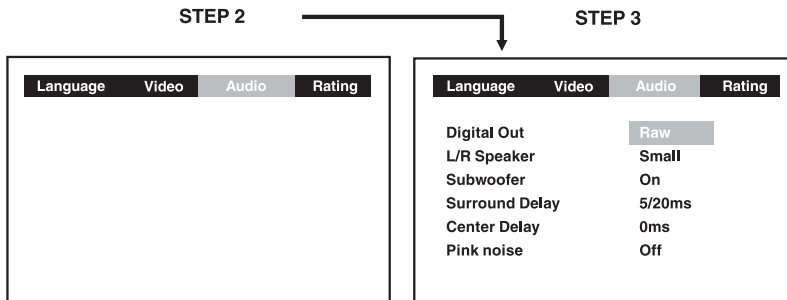 STEP 2
STEP 3
Language Video Audio Rating
Language Video Audio Rating
Digital Out Raw
L/R Speaker Small
Subwoofer On
Surround Delay 5/20ms
Center Delay 0ms
Pink noise Off